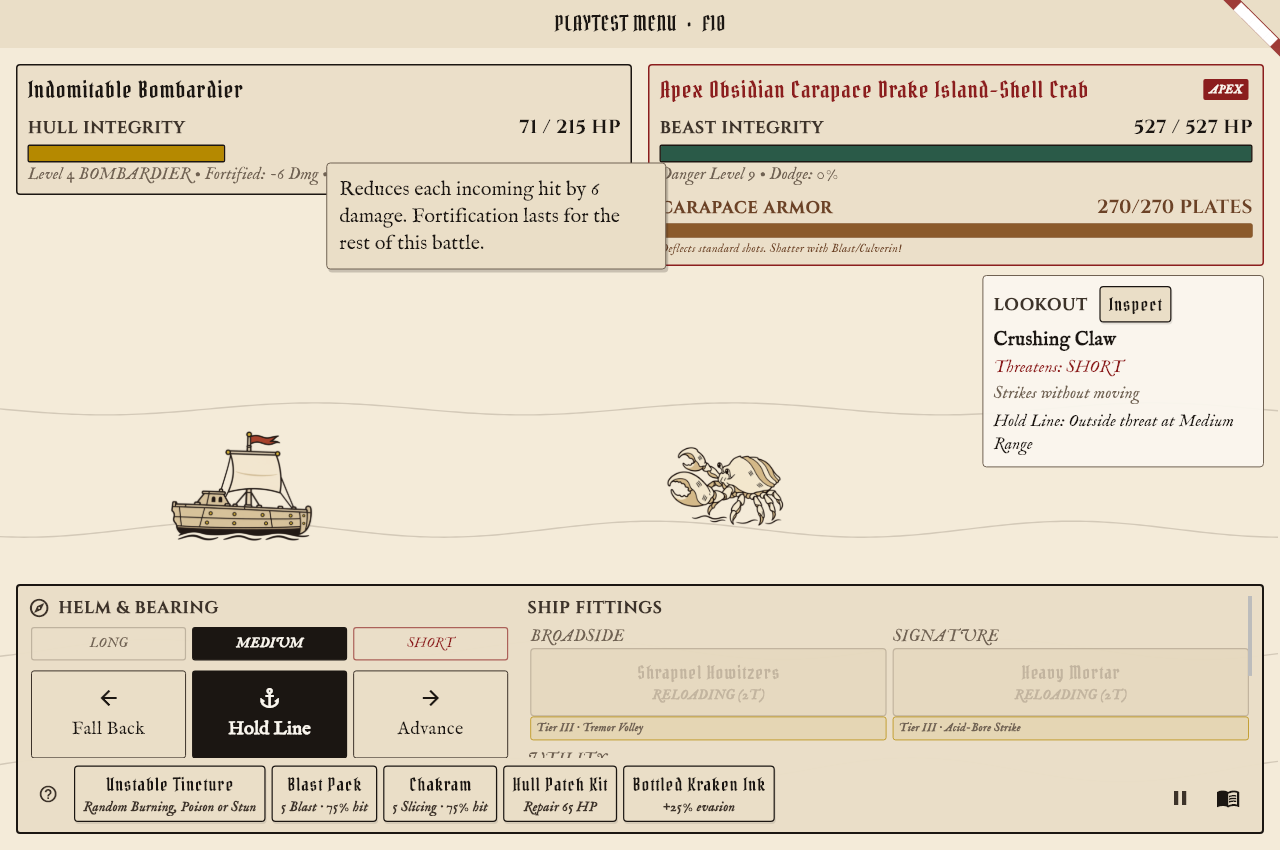 PLAYTEST MENU · F10
Indomitable Bombardier
HULL INTEGRITY
71 / 215 HP
Level 4 BOMBARDIER • Fortified: -6 Dmg •
Reduces each incoming hit by 6
damage. Fortification lasts for the
rest of this battle.
Apex Obsidian Carapace Drake Island-Shell Crab
APEX
BEAST INTEGRITY
527 / 527 HP
Danger Level 9 • Dodge: 0%
CARAPACE ARMOR
270/270 PLATES
Deflects standard shots. Shatter with Blast/Culverin!
LOOKOUT
Inspect
Crushing Claw
Threatens: SHORT
Strikes without moving
Hold Line: Outside threat at Medium
Range
HELM & BEARING
LONG
MEDIUM
SHORT
Fall Back
Hold Line
Advance
SHIP FITTINGS
BROADSIDE
SIGNATURE
Shrapnel Howitzers
RELOADING (2T)
Tier III · Tremor Volley
Heavy Mortar
RELOADING (2T)
Tier III · Acid-Bore Strike
Unstable Tincture
Random Burning, Poison or Stun
Blast Pack
5 Blast · 75% hit
Chakram
5 Slicing · 75% hit
Hull Patch Kit
Repair 65 HP
Bottled Kraken Ink
+25% evasion